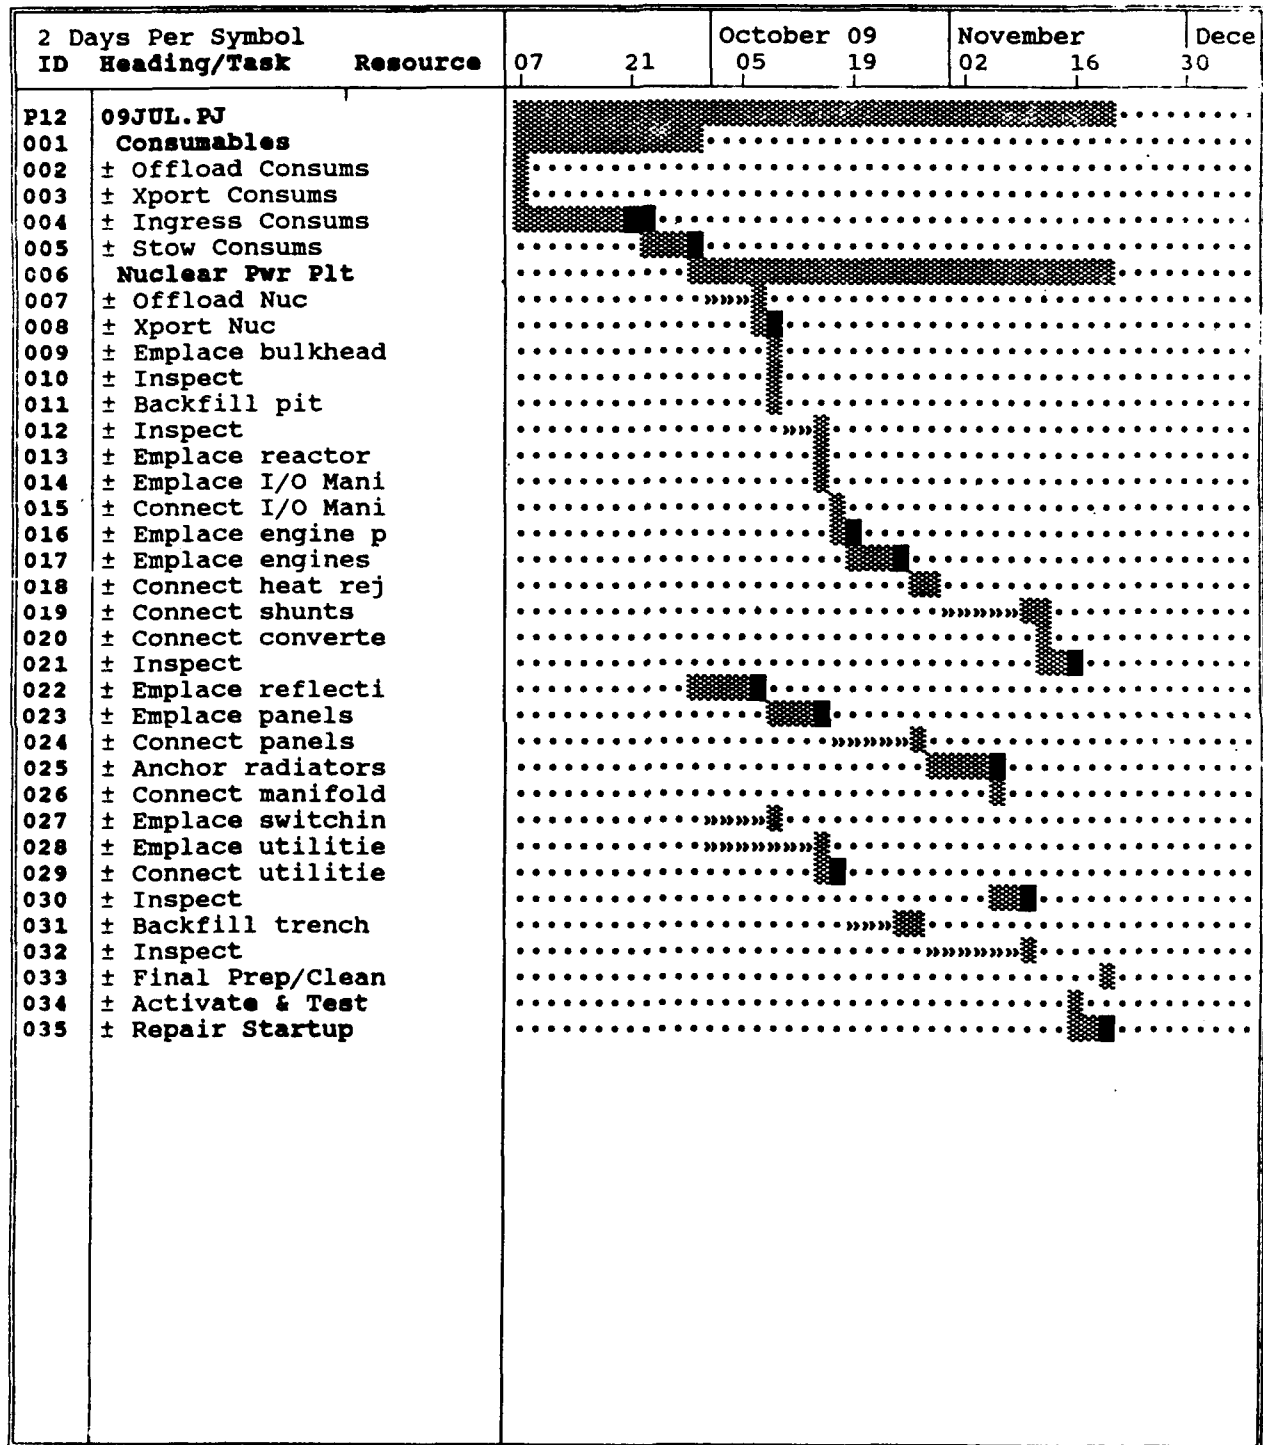 2 Days Per Symbol October 09 November Dece
ID Heading/Task Resource 07 21 05 19 02 16 30
P12 09JUL.PJ
001 Consumables
002 ± Offload Consums
003 ± Xport Consums
004 ± Ingress Consums
005 ± Stow Consums
006 Nuclear Pwr Plt
007 ± Offload Nuc
008 ± Xport Nuc
009 ± Emplace bulkhead
010 ± Inspect
011 ± Backfill pit
012 ± Inspect
013 ± Emplace reactor
014 ± Emplace I/O Mani
015 ± Connect I/O Mani
016 ± Emplace engine p
017 ± Emplace engines
018 ± Connect heat rej
019 ± Connect shunts
020 ± Connect converte
021 ± Inspect
022 ± Emplace reflecti
023 ± Emplace panels
024 ± Connect panels
025 ± Anchor radiators
026 ± Connect manifold
027 ± Emplace switchin
028 ± Emplace utilitie
029 ± Connect utilitie
030 ± Inspect
031 ± Backfill trench
032 ± Inspect
033 ± Final Prep/Clean
034 ± Activate & Test
035 ± Repair Startup